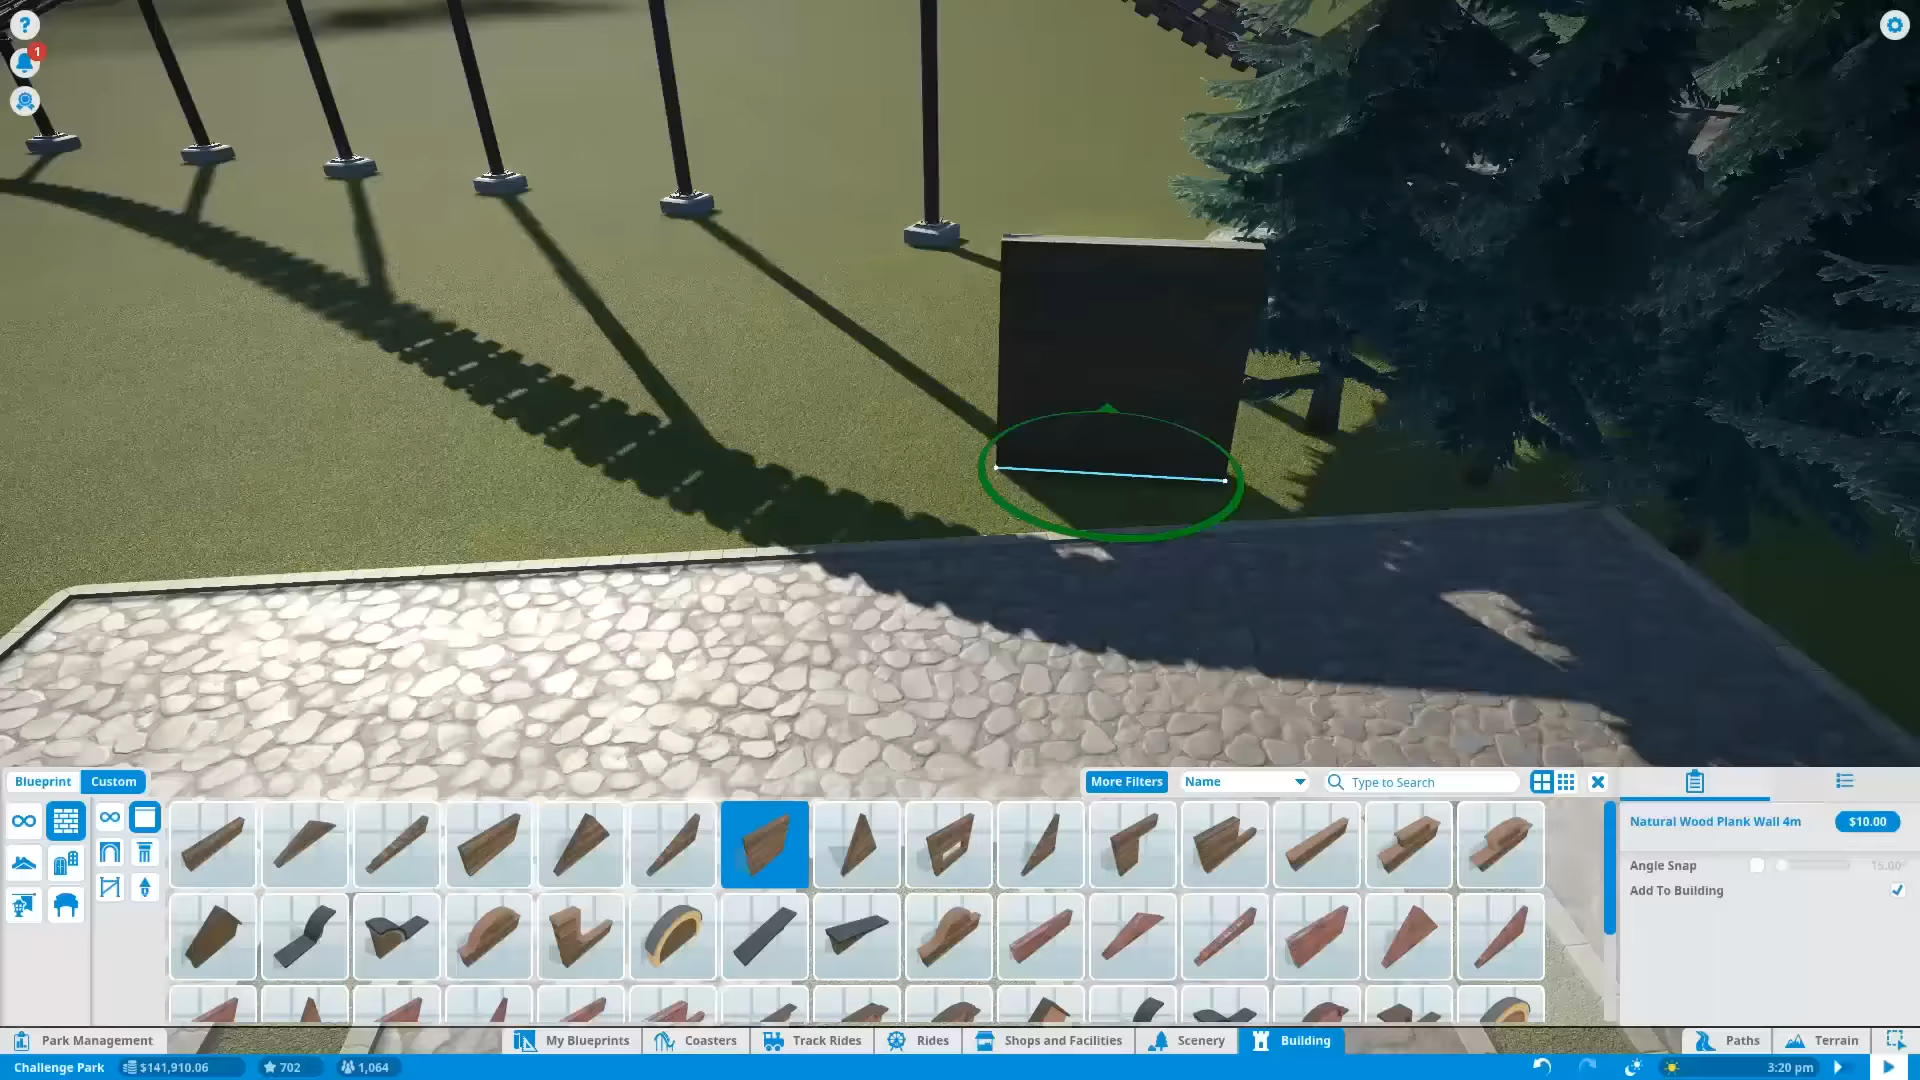 ?
1
Blueprint
Custom
More Filters
Name
Type to Search
Natural Wood Plank Wall 4m
$10.00
Angle Snap
15.00°
Add To Building
Park Management
My Blueprints
Coasters
Track Rides
Rides
Shops and Facilities
Scenery
Building
Paths
Terrain
Challenge Park
$141,910.06
702
1,064
3:20 pm